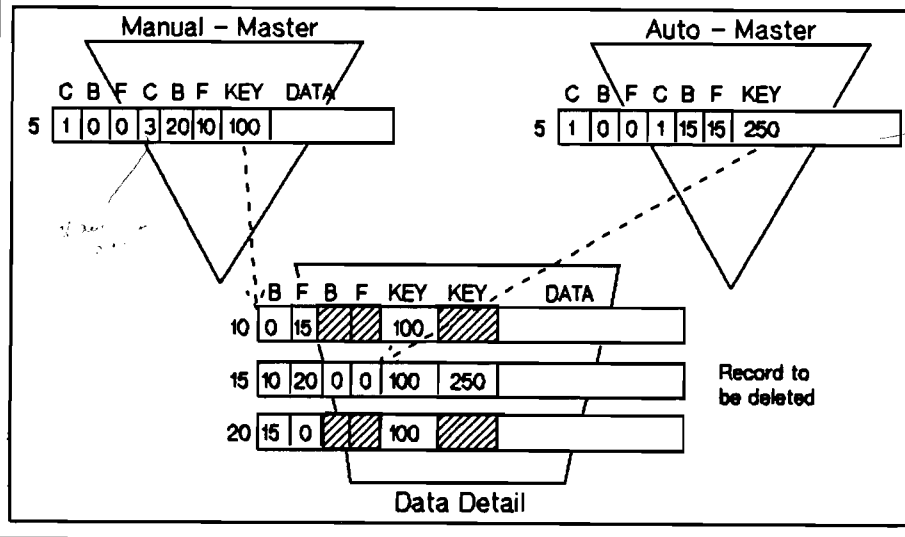 Manual – Master
Auto – Master
C B F C B F KEY DATA
5 1 0 0 3 20 10 100
C B F C B F KEY
5 1 0 0 1 15 15 250
B F B F KEY KEY DATA
10 0 15 100
15 10 20 0 0 100 250
Record to
be deleted
20 15 0 100
Data Detail